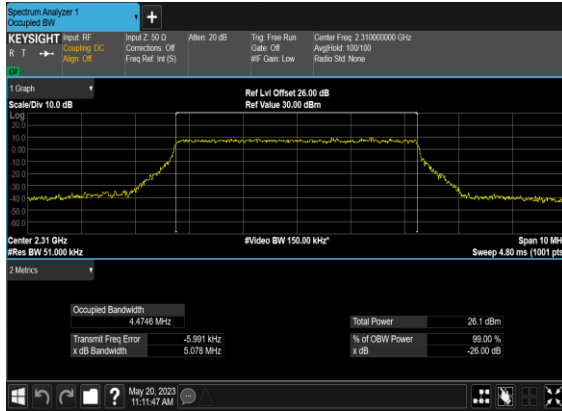 Spectrum Analyzer 1
Occupied BW
KEYSIGHT
R T
LV
Input: RF
Coupling: DC
Align: Off
Input Z: 50 Ω
Corrections: Off
Freq Ref: Int (S)
Atten: 20 dB
Trig: Free Run
Gate: Off
#IF Gain: Low
Center Freq: 2.310000000 GHz
Avg|Hold: 100/100
Radio Std: None
1 Graph
Scale/Div 10.0 dB
Ref Lvl Offset 26.00 dB
Ref Value 30.00 dBm
Log
20.0
10.0
0.00
-10.0
-20.0
-30.0
-40.0
-50.0
-60.0
Center 2.31 GHz
#Res BW 51.000 kHz
#Video BW 150.00 kHz*
Span 10 MH
Sweep 4.80 ms (1001 pts
2 Metrics
Occupied Bandwidth
4.4746 MHz
Transmit Freq Error -5.991 kHz
x dB Bandwidth 5.078 MHz
Total Power 26.1 dBm
% of OBW Power 99.00 %
x dB -26.00 dB
?
May 20, 2023
11:11:47 AM